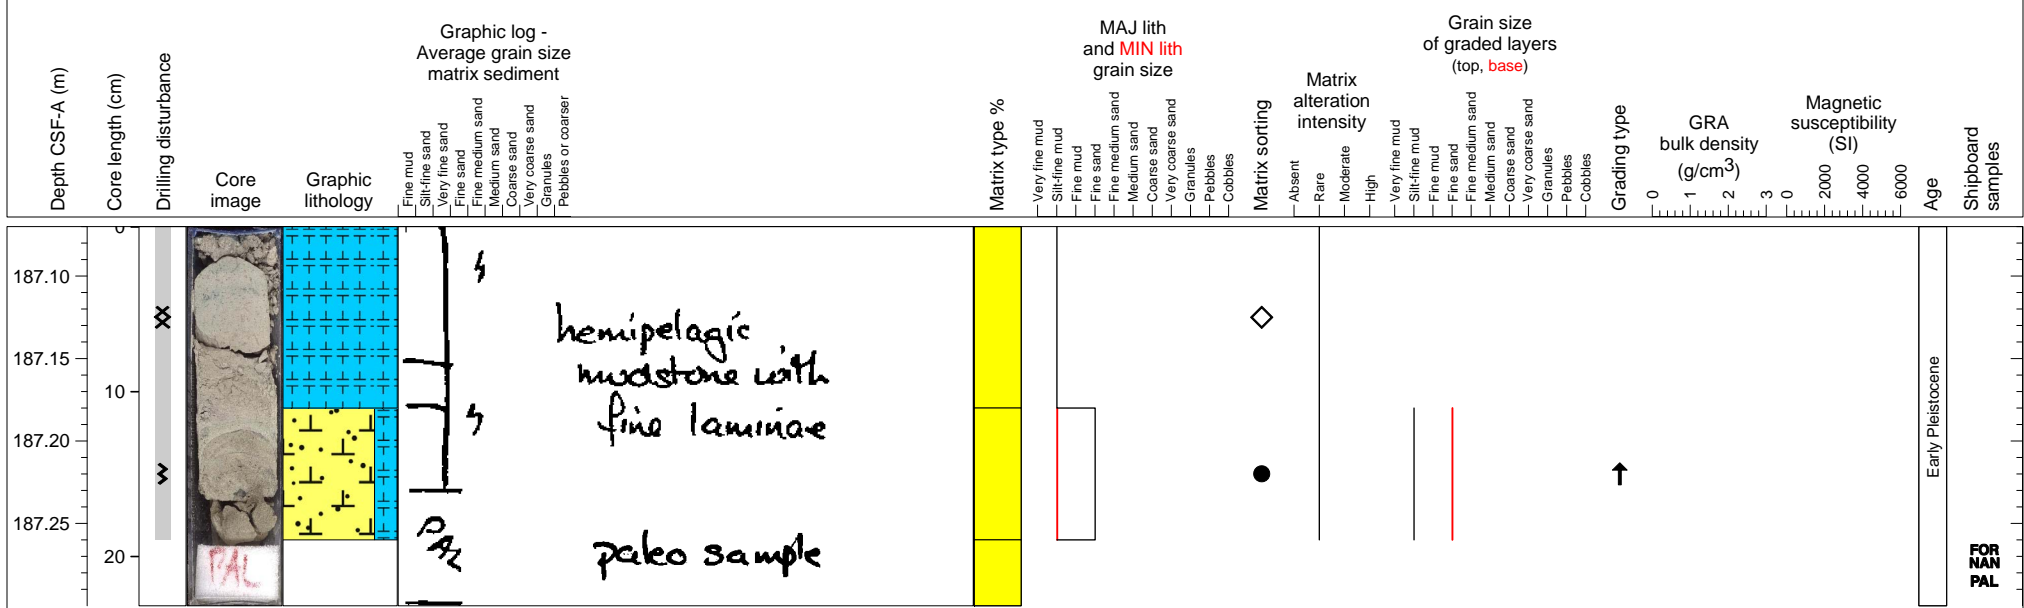 Depth CSF-A (m)
Core length (cm)
Drilling disturbance
Core
image
Graphic
lithology
Graphic log -
Average grain size
matrix sediment
Fine mud
Silt-fine sand
Very fine sand
Fine sand
Fine medium sand
Medium sand
Coarse sand
Very coarse sand
Granules
Pebbles or coarser
Matrix type %
MAJ lith
and MIN lith
grain size
Very fine mud
Silt-fine mud
Fine mud
Fine sand
Fine medium sand
Medium sand
Coarse sand
Very coarse sand
Granules
Pebbles
Cobbles
Matrix sorting
Matrix
alteration
intensity
Absent
Rare
Moderate
High
Grain size
of graded layers
(top, base)
Very fine mud
Silt-fine mud
Fine mud
Fine sand
Fine medium sand
Medium sand
Coarse sand
Very coarse sand
Granules
Pebbles
Cobbles
Grading type
GRA
bulk density
(g/cm3)
0 1 2 3
Magnetic
susceptibility
(SI)
0 2000 4000 6000
Age
Shipboard
samples
187.10
187.15
187.20
187.25
0
10
20
PAL
hemipelagic
mudstone with
fine laminae
PAL
paleo sample
Early Pleistocene
FOR
NAN
PAL